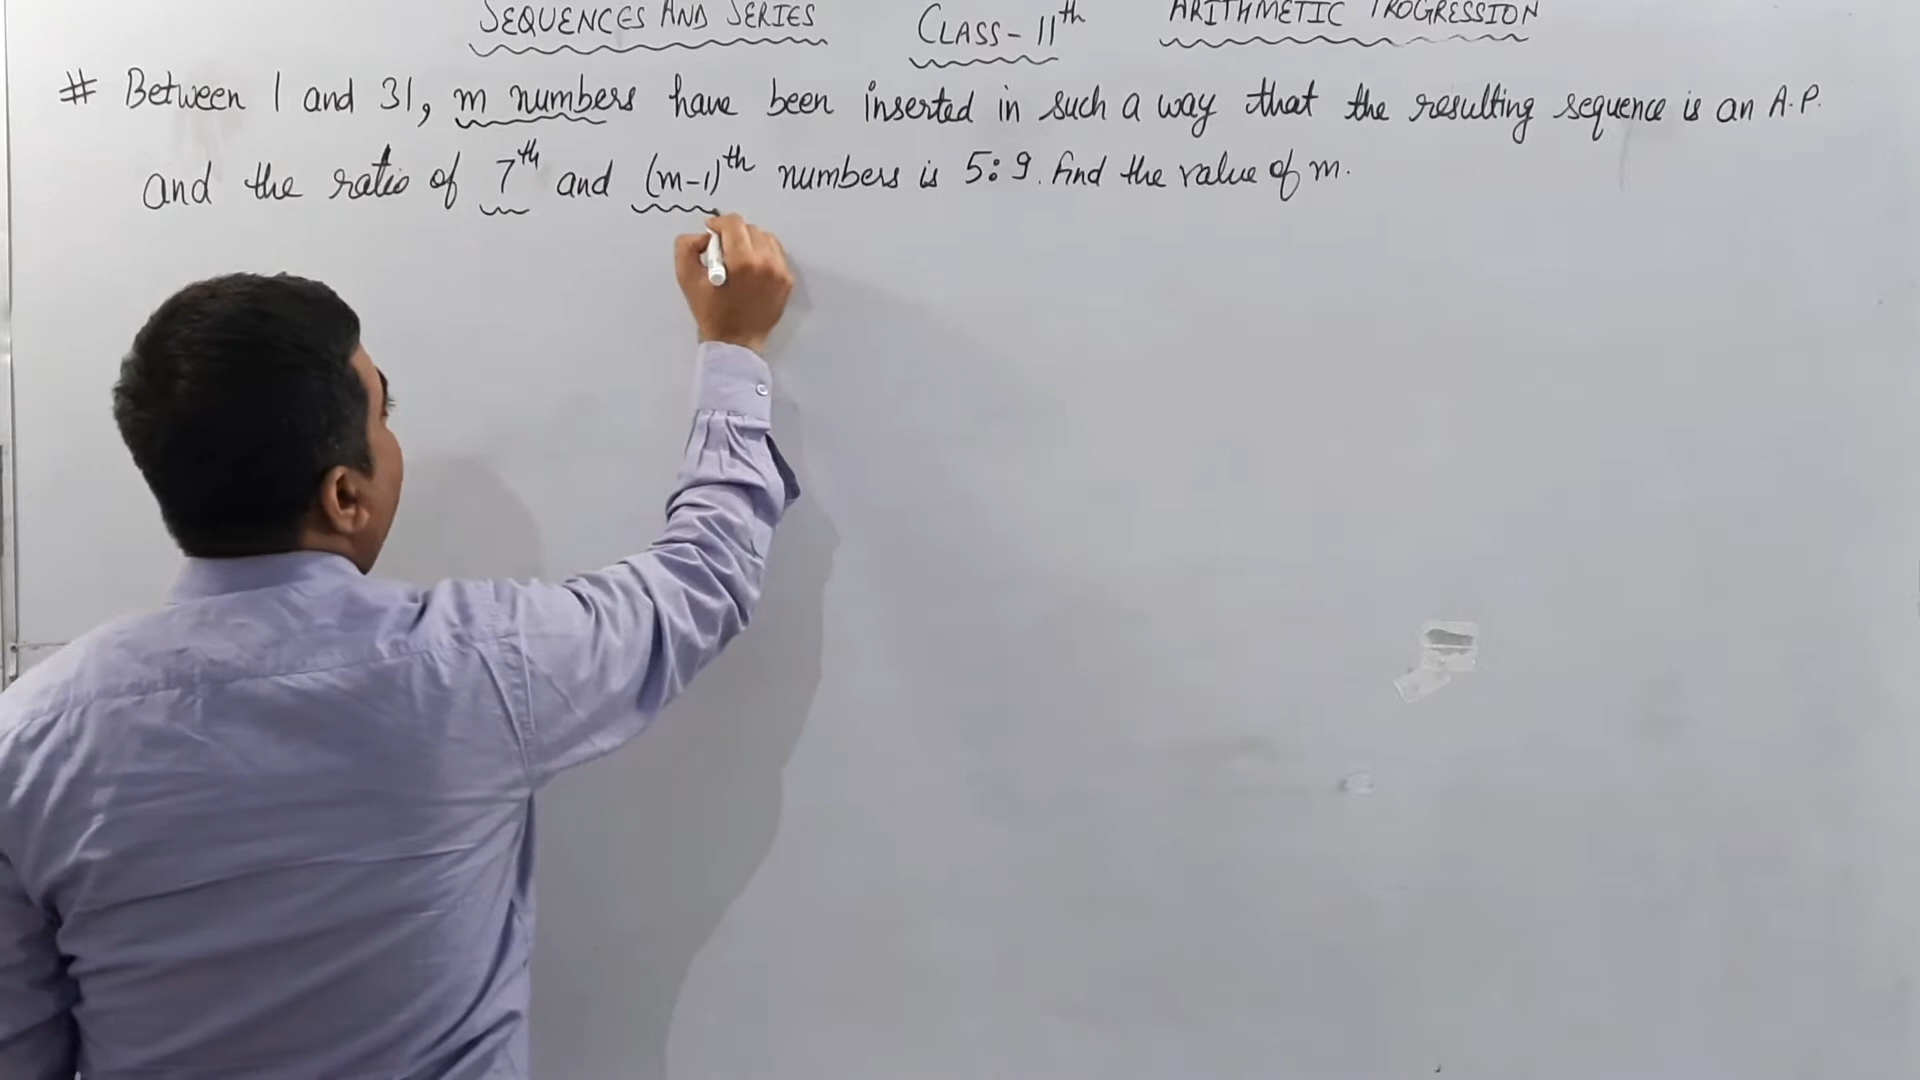 SEQUENCES AND SERIES CLASS-11th ARITHMETIC PROGRESSION
# Between 1 and 31, m numbers have been inserted in such a way that the resulting sequence is an A.P.
and the ratio of 7th and (m-1)th numbers is 5:9. find the value of m.